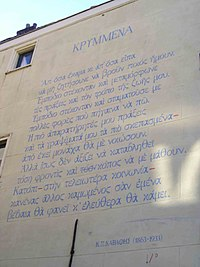 ΚΡΥΜΜΕΝΑ
Απ' όσα έκαμα κι απ' όσα είπα
να μη ζητήσουνε να βρουν ποιός ήμουν.
Εμπόδιο στέκονταν και μεταμόρφωνε
τες πράξεις και τον τρόπο της ζωής μου.
Εμπόδιο στέκονταν και σταματούσε με
πολλές φορές που πήγαινα να πω.
Η πιο απαρατήρητές μου πράξεις
και τα γραψίματά μου τα πιο σκεπασμένα—
από εκεί μονάχα θα με νοιώσουν.
Αλλά ίσως δεν αξίζει να καταβληθεί
τόση φροντίς και τόσος κόπος να με μάθουν.
Κατόπι—στην τελειοτέρα κοινωνία—
κανένας άλλος καμωμένος σαν εμένα
βέβαια θα φανεί κι ελεύθερα θα κάμει.
Κ.Π. ΚΑΒΑΦΗΣ (1863-1933)